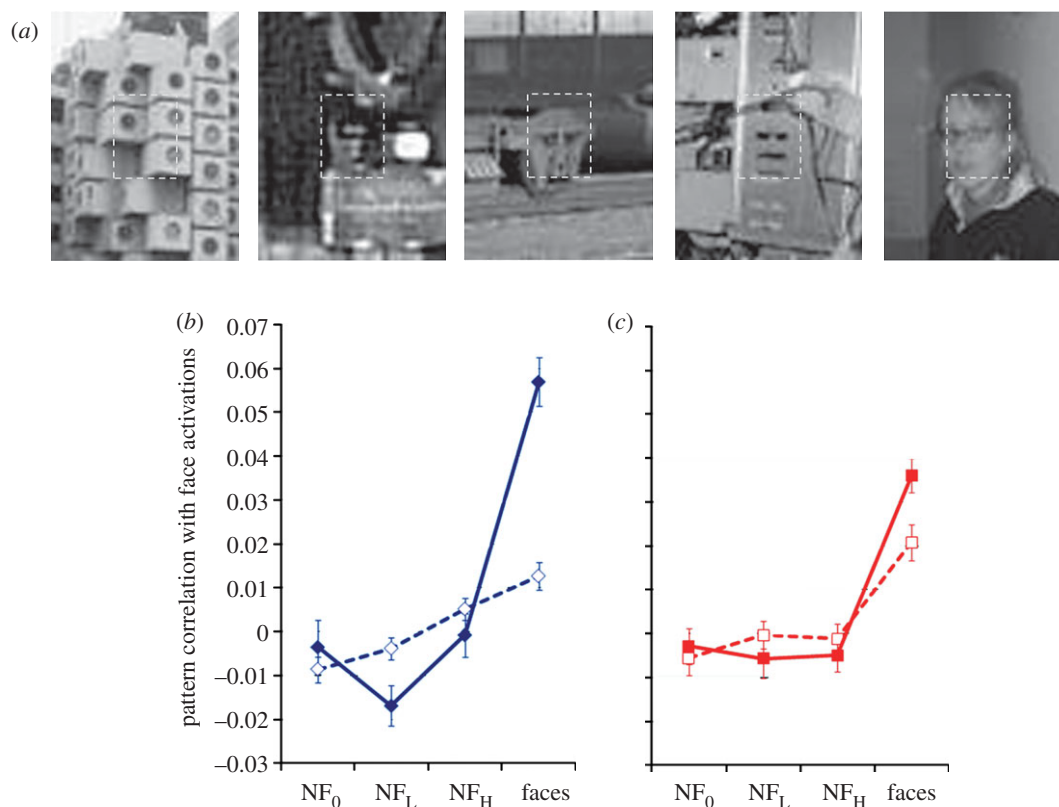 (a)
(b)
(c)
pattern correlation with face activations
0.07
0.06
0.05
0.04
0.03
0.02
0.01
0
–0.01
–0.02
–0.03
NF0 NFL NFH faces
NF0 NFL NFH faces